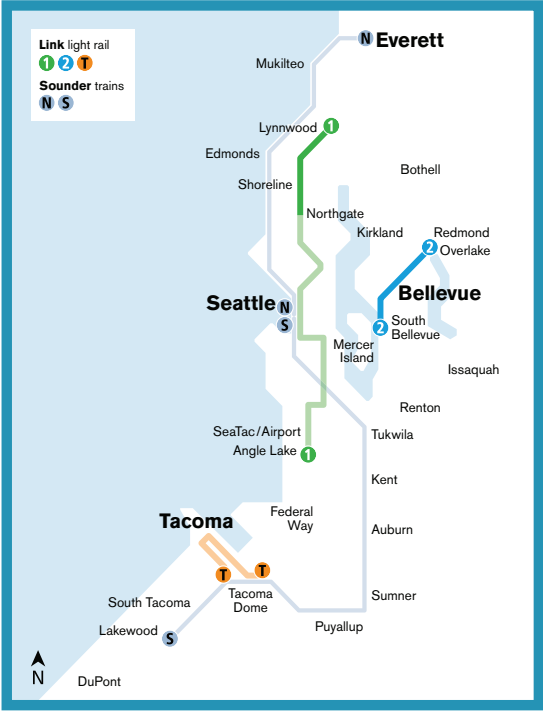 Link light rail
1 2 T
Sounder trains
N S
N Everett
Mukilteo
Lynnwood 1
Edmonds
Bothell
Shoreline
Northgate
Kirkland
Redmond
2 Overlake
Bellevue
Seattle N
S
2 South
Bellevue
Mercer
Island
Issaquah
Renton
SeaTac/Airport
Tukwila
Angle Lake 1
Kent
Federal
Way
Tacoma
Auburn
T
T
Tacoma
Dome
South Tacoma
Sumner
Lakewood S
Puyallup
N
DuPont